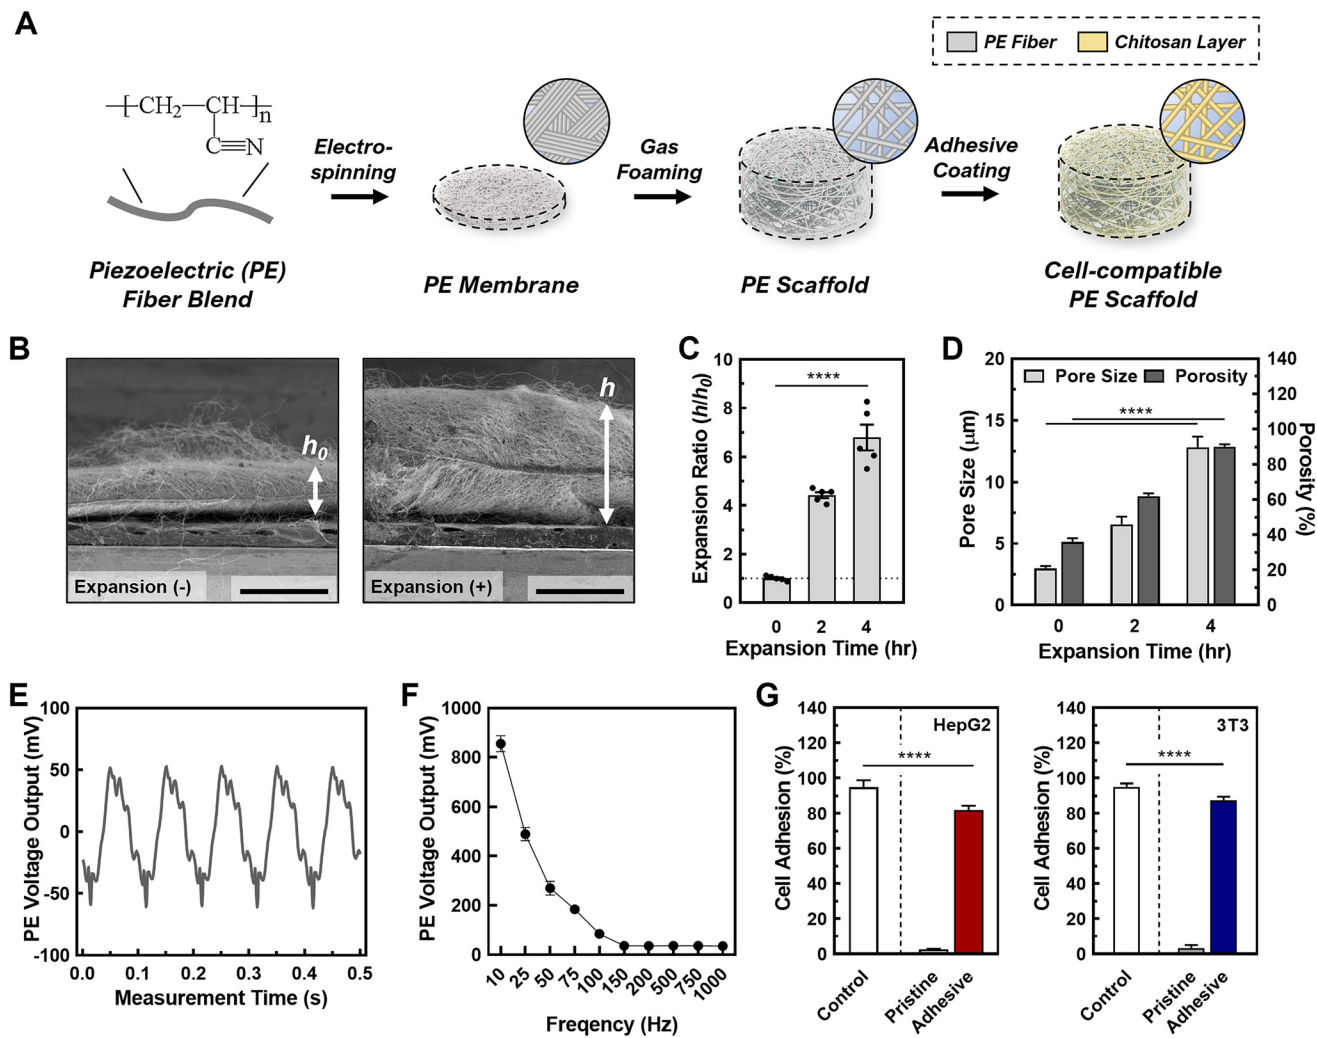 A
PE Fiber
Chitosan Layer
—[—CH2—CH—]—n
C≡N
Electro-
spinning
Gas
Foaming
Adhesive
Coating
Piezoelectric (PE)
Fiber Blend
PE Membrane
PE Scaffold
Cell-compatible
PE Scaffold
B
h0
Expansion (-)
h
Expansion (+)
C
Expansion Ratio (h/h0)
10
8
6
4
2
0
****
0 2 4
Expansion Time (hr)
D
Pore Size (μm)
20
15
10
5
0
Pore Size
Porosity
****
140
120
100
80
60
40
20
0
Porosity (%)
0 2 4
Expansion Time (hr)
E
PE Voltage Output (mV)
100
50
0
-50
-100
0.0 0.1 0.2 0.3 0.4 0.5
Measurement Time (s)
F
PE Voltage Output (mV)
1000
800
600
400
200
0
10 25 50 75 100 150 200 500 750 1000
Freqency (Hz)
G
Cell Adhesion (%)
140
120
100
80
60
40
20
0
HepG2
****
Control Pristine Adhesive
Cell Adhesion (%)
140
120
100
80
60
40
20
0
3T3
****
Control Pristine Adhesive